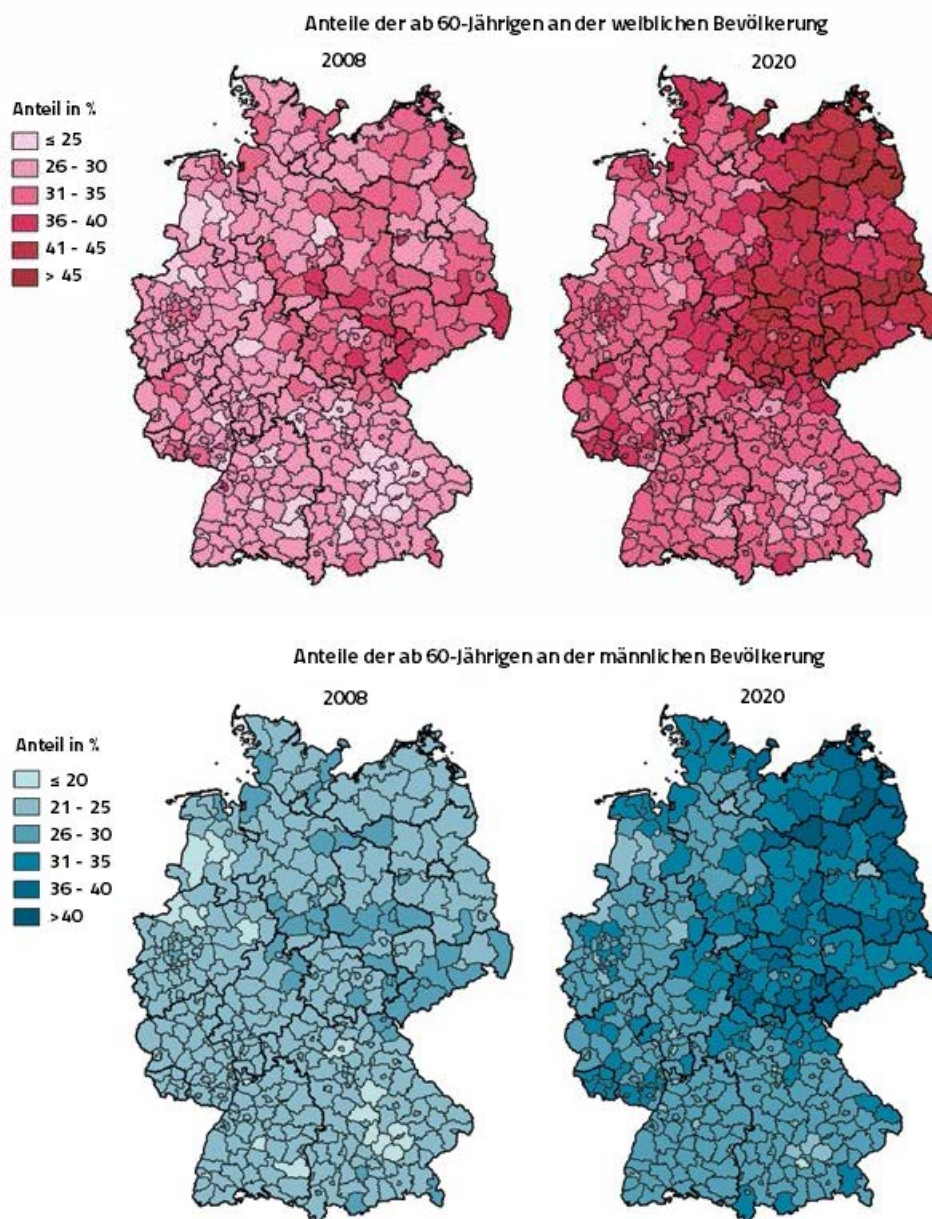 Anteile der ab 60-Jährigen an der weiblichen Bevölkerung
2008
2020
Anteil in %
≤ 25
26 - 30
31 - 35
36 - 40
41 - 45
> 45
Anteile der ab 60-Jährigen an der männlichen Bevölkerung
2008
2020
Anteil in %
≤ 20
21 - 25
26 - 30
31 - 35
36 - 40
>40